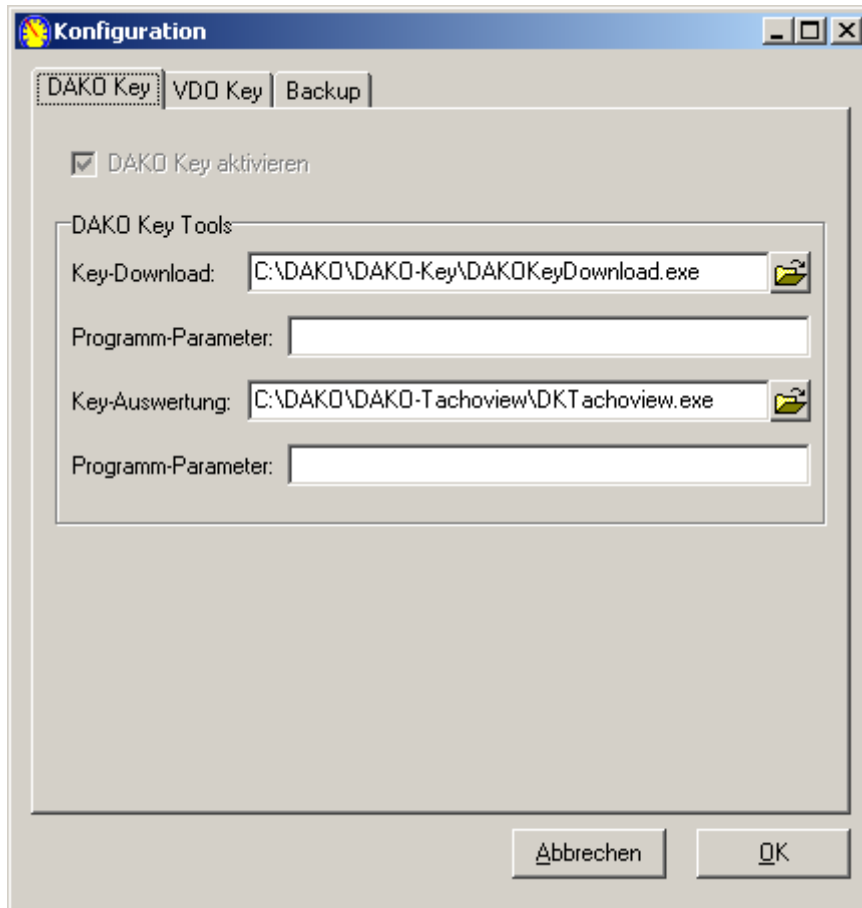 Konfiguration
DAKO Key VDO Key Backup
DAKO Key aktivieren
DAKO Key Tools
Key-Download: C:\DAKO\DAKO-Key\DAKOKeyDownload.exe
Programm-Parameter:
Key-Auswertung: C:\DAKO\DAKO-Tachoview\DKTachoview.exe
Programm-Parameter:
Abbrechen OK